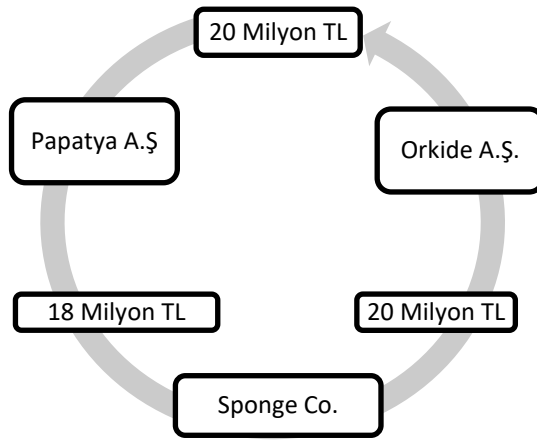 20 Milyon TL
Papatya A.Ş
Orkide A.Ş.
18 Milyon TL
20 Milyon TL
Sponge Co.